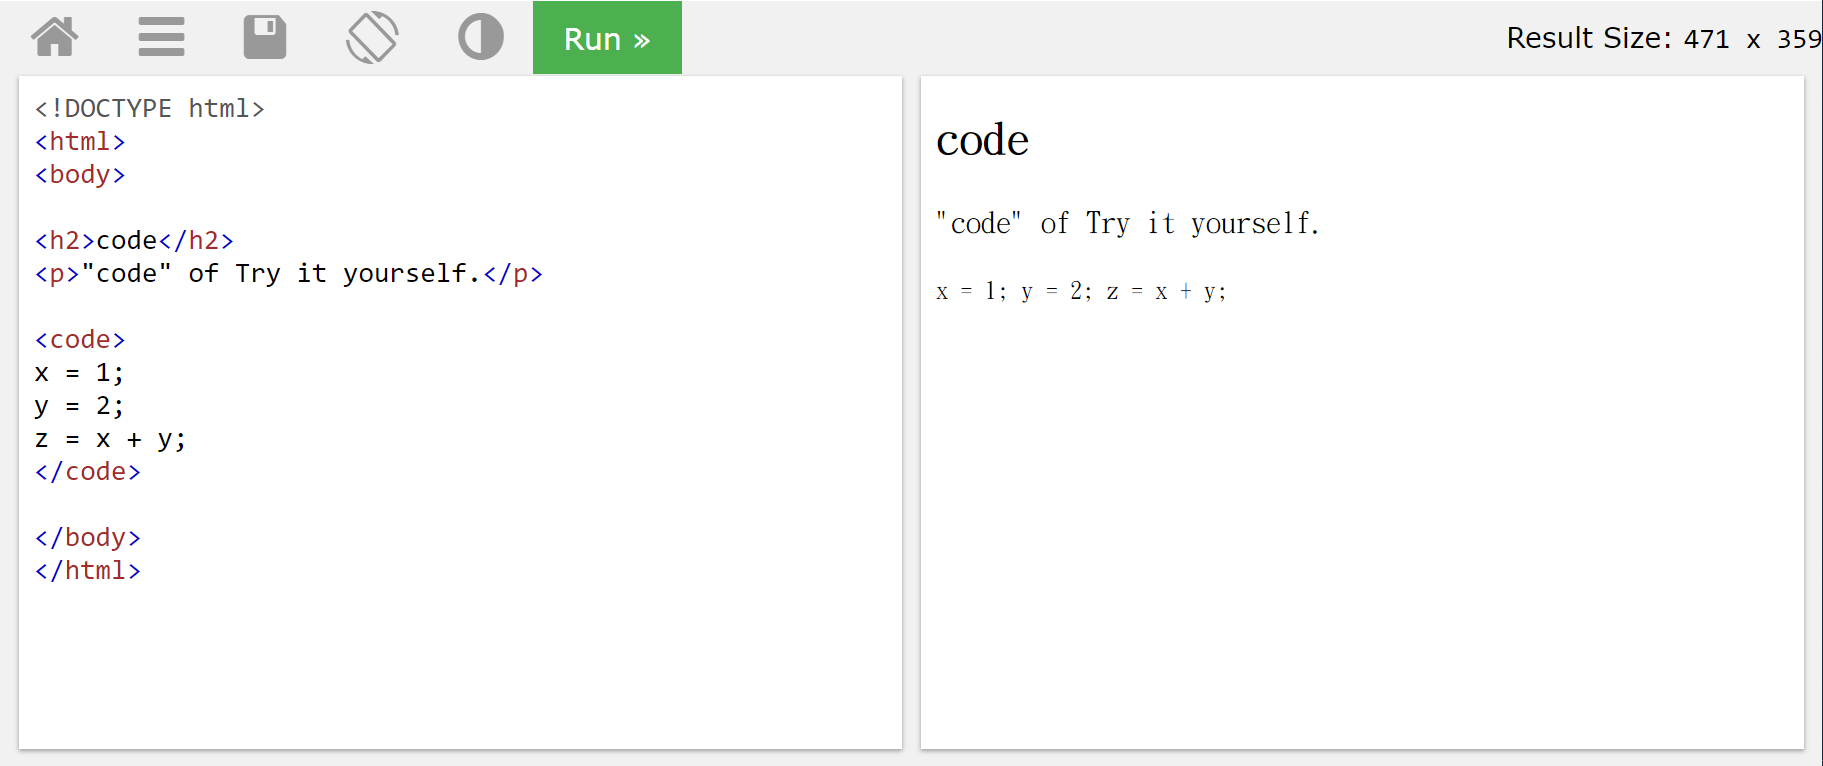 Run »
Result Size: 471 x 359
<!DOCTYPE html>
<html>
<body>
<h2>code</h2>
<p>"code" of Try it yourself.</p>
<code>
x = 1;
y = 2;
z = x + y;
</code>
</body>
</html>
code
"code" of Try it yourself.
x = 1; y = 2; z = x + y;